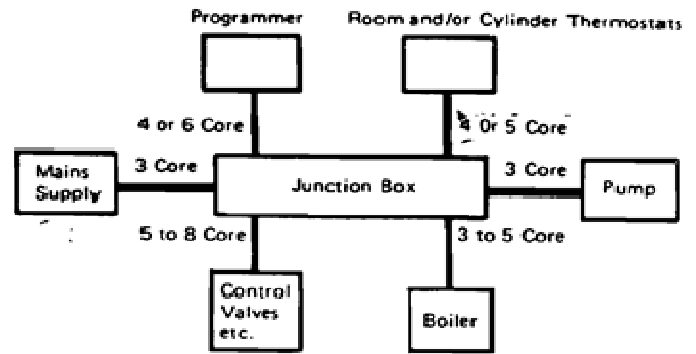 Programmer
Room and/or Cylinder Thermostats
4 or 6 Core
4 Or 5 Core
Mains
Supply
3 Core
Junction Box
3 Core
Pump
5 to 8 Core
3 to 5 Core
Control
Valves
etc.
Boiler